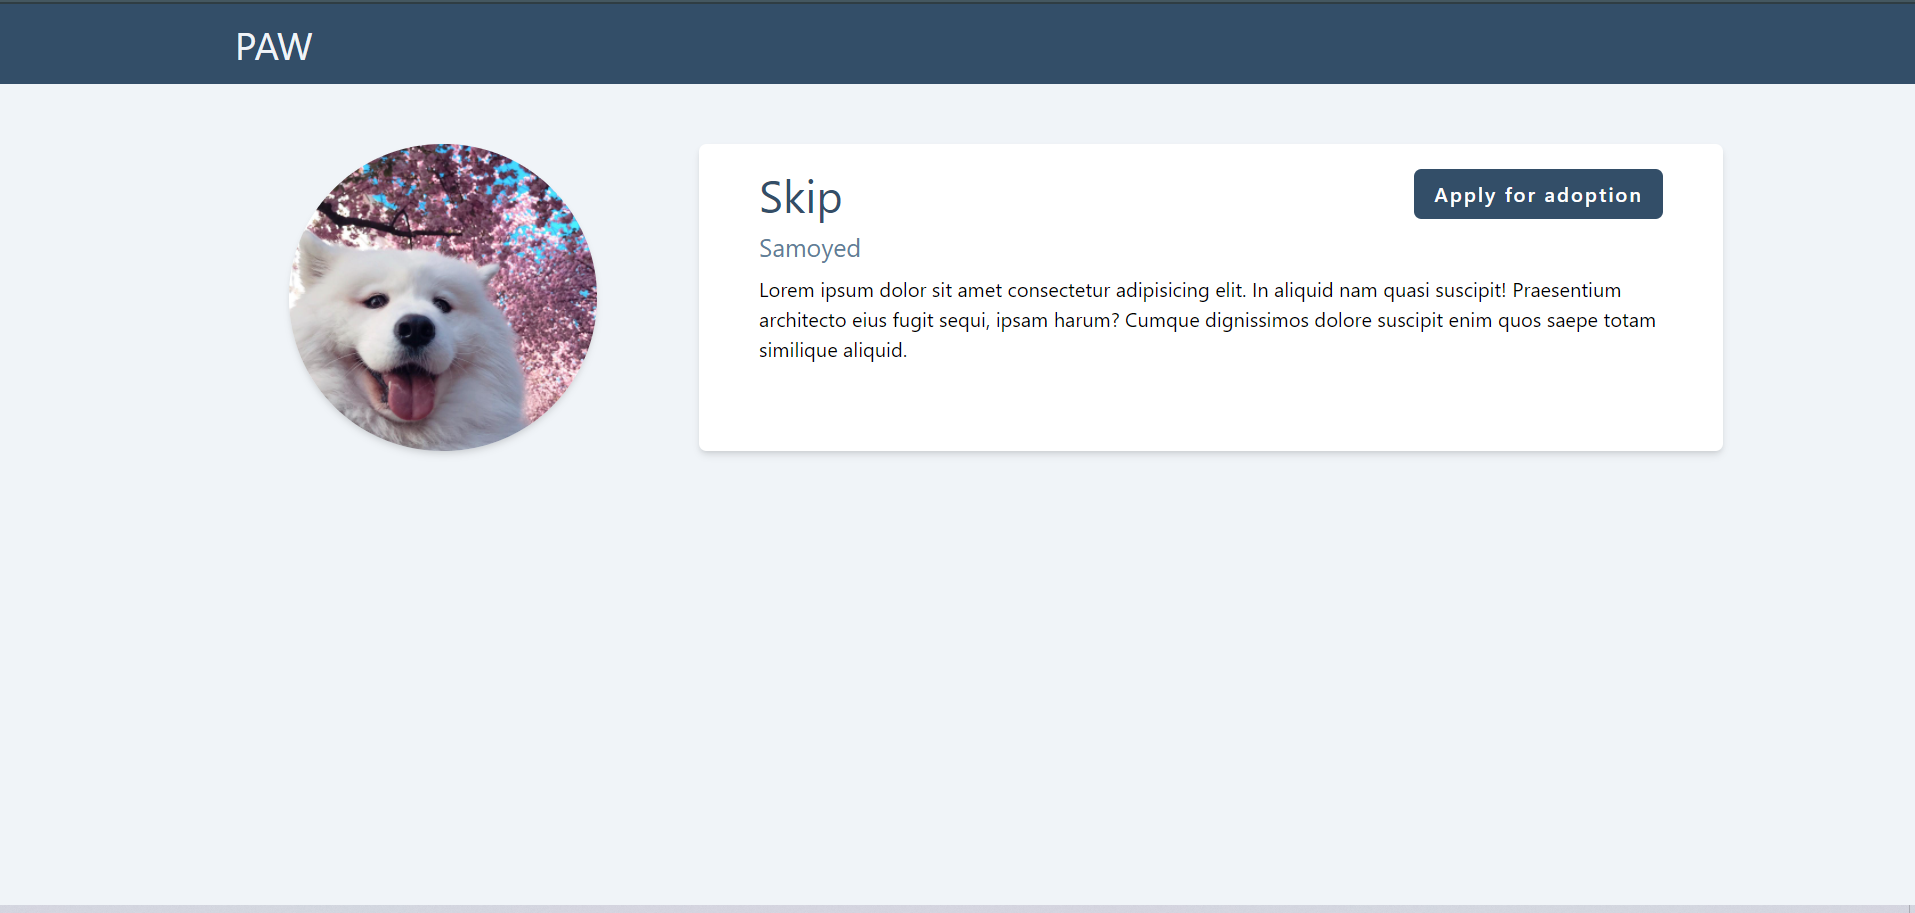 PAW
Skip
Apply for adoption
Samoyed
Lorem ipsum dolor sit amet consectetur adipisicing elit. In aliquid nam quasi suscipit! Praesentium
architecto eius fugit sequi, ipsam harum? Cumque dignissimos dolore suscipit enim quos saepe totam
similique aliquid.